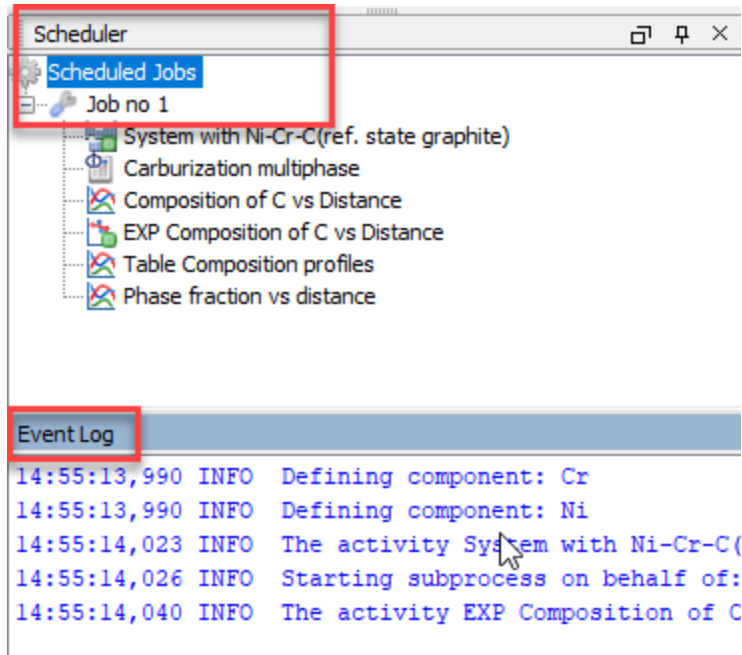 Scheduler
Scheduled Jobs
Job no 1
System with Ni-Cr-C(ref. state graphite)
Carburization multiphase
Composition of C vs Distance
EXP Composition of C vs Distance
Table Composition profiles
Phase fraction vs distance
Event Log
14:55:13,990 INFO Defining component: Cr
14:55:13,990 INFO Defining component: Ni
14:55:14,023 INFO The activity System with Ni-Cr-C(
14:55:14,026 INFO Starting subprocess on behalf of:
14:55:14,040 INFO The activity EXP Composition of C